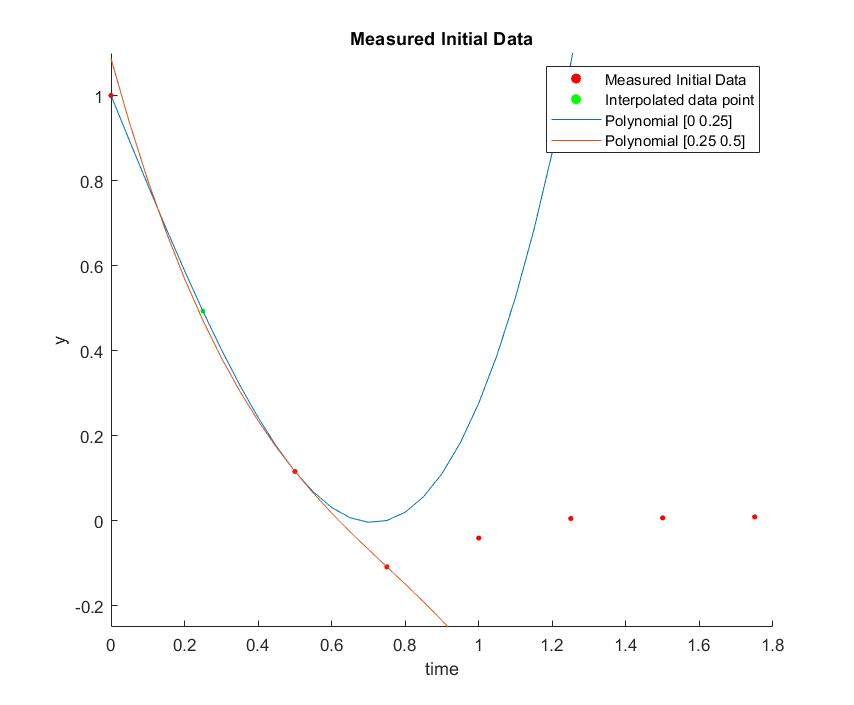 Measured Initial Data
Measured Initial Data
Interpolated data point
Polynomial [0 0.25]
Polynomial [0.25 0.5]
1
0.8
0.6
0.4
0.2
0
-0.2
y
0 0.2 0.4 0.6 0.8 1 1.2 1.4 1.6 1.8
time